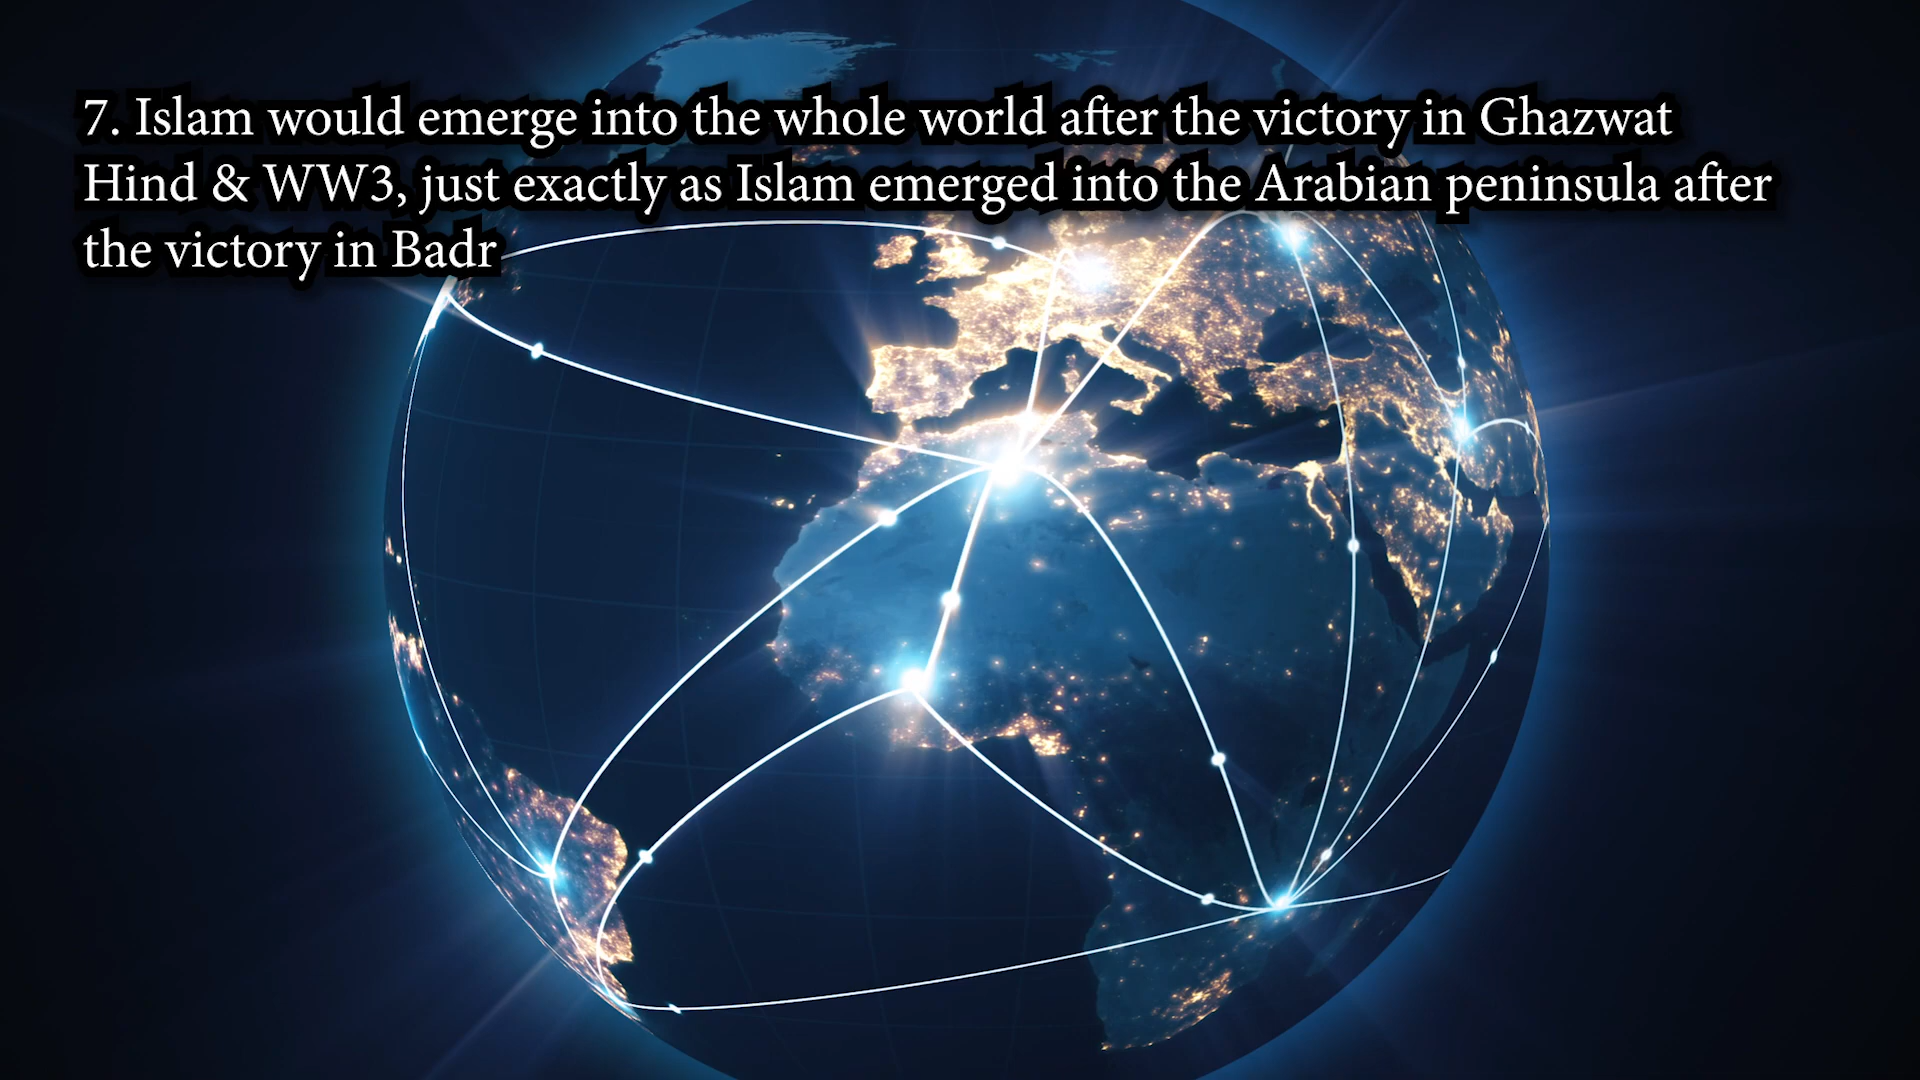 7. Islam would emerge into the whole world after the victory in Ghazwat
Hind & WW3, just exactly as Islam emerged into the Arabian peninsula after
the victory in Badr